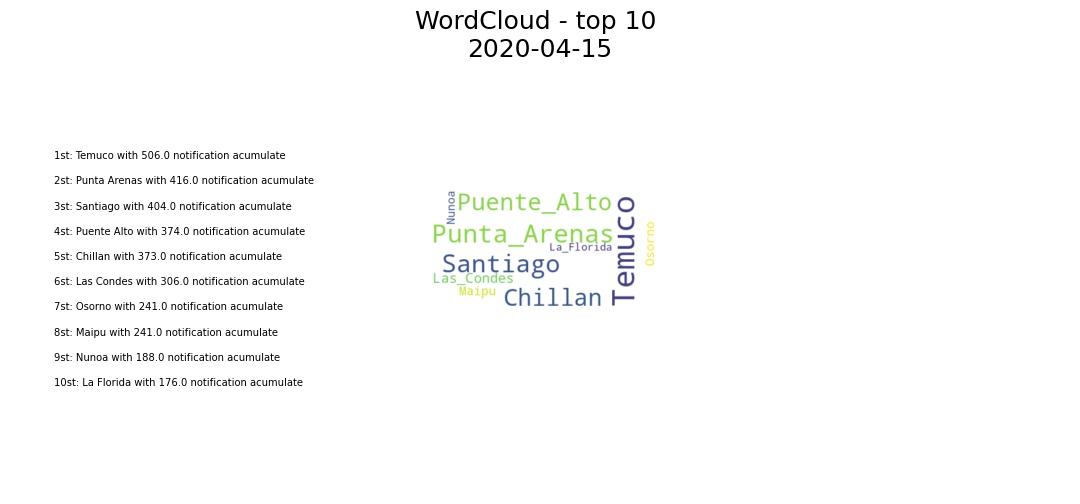 WordCloud - top 10
2020-04-15
1st: Temuco with 506.0 notification acumulate
2st: Punta Arenas with 416.0 notification acumulate
3st: Santiago with 404.0 notification acumulate
4st: Puente Alto with 374.0 notification acumulate
5st: Chillan with 373.0 notification acumulate
6st: Las Condes with 306.0 notification acumulate
7st: Osorno with 241.0 notification acumulate
8st: Maipu with 241.0 notification acumulate
9st: Nunoa with 188.0 notification acumulate
10st: La Florida with 176.0 notification acumulate
Nunoa
Puente_Alto
Punta_Arenas
La_Florida
Santiago
Las_Condes
Maipu
Chillan
Temuco
Osorno